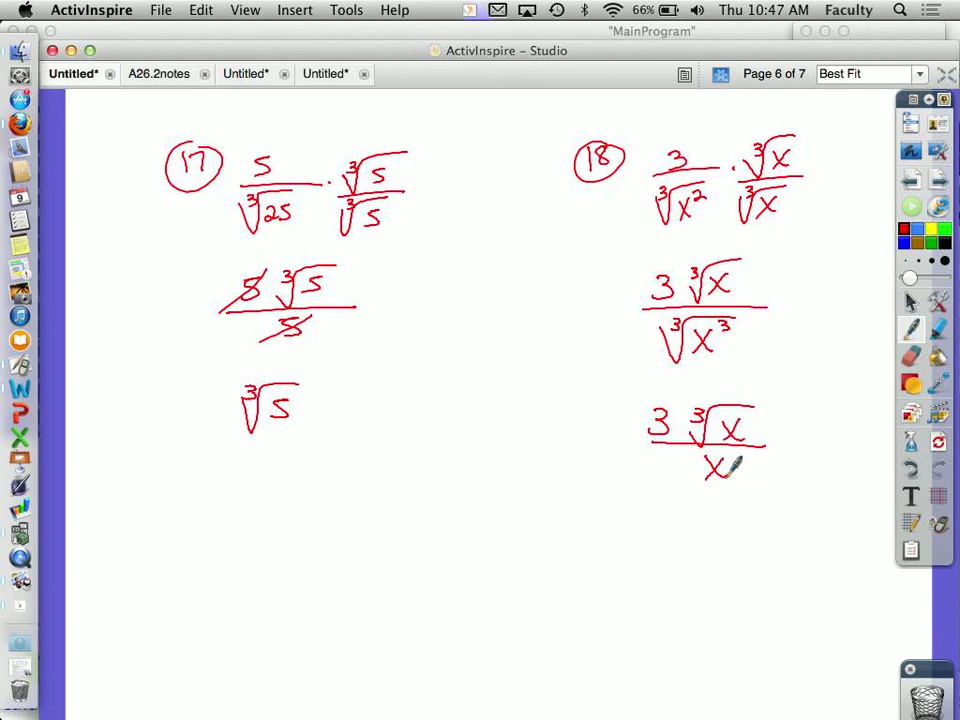 ActivInspire File Edit View Insert Tools Help 66% Thu 10:47 AM Faculty
"MainProgram"
ActivInspire – Studio
Untitled* A26.2notes Untitled* Untitled* Page 6 of 7 Best Fit
17 5/∛25 · ∛5/∛5
5 ∛5/5
∛5
18 3/∛x² · ∛x/∛x
3 ∛x/∛x³
3 ∛x/x